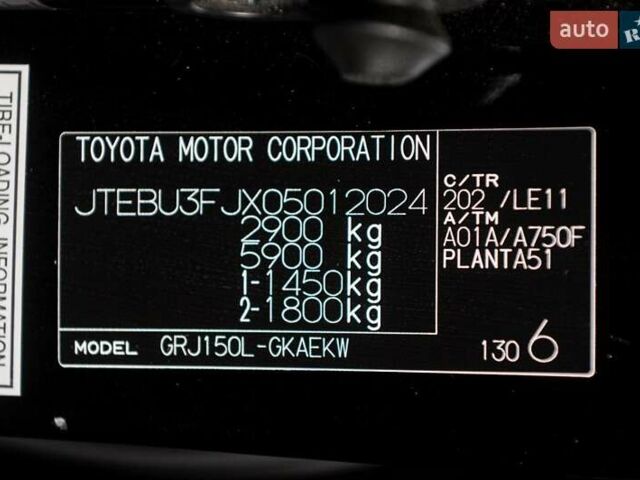 auto
R
TIRE-LOADING INFORMATION
TOYOTA MOTOR CORPORATION
JTEBU3FJX05012024
2900 kg
5900 kg
1-1450kg
2-1800kg
C/TR
202 /LE11
A/TM
A01A/A750F
PLANTA51
MODEL GRJ150L-GKAEKW
130 6